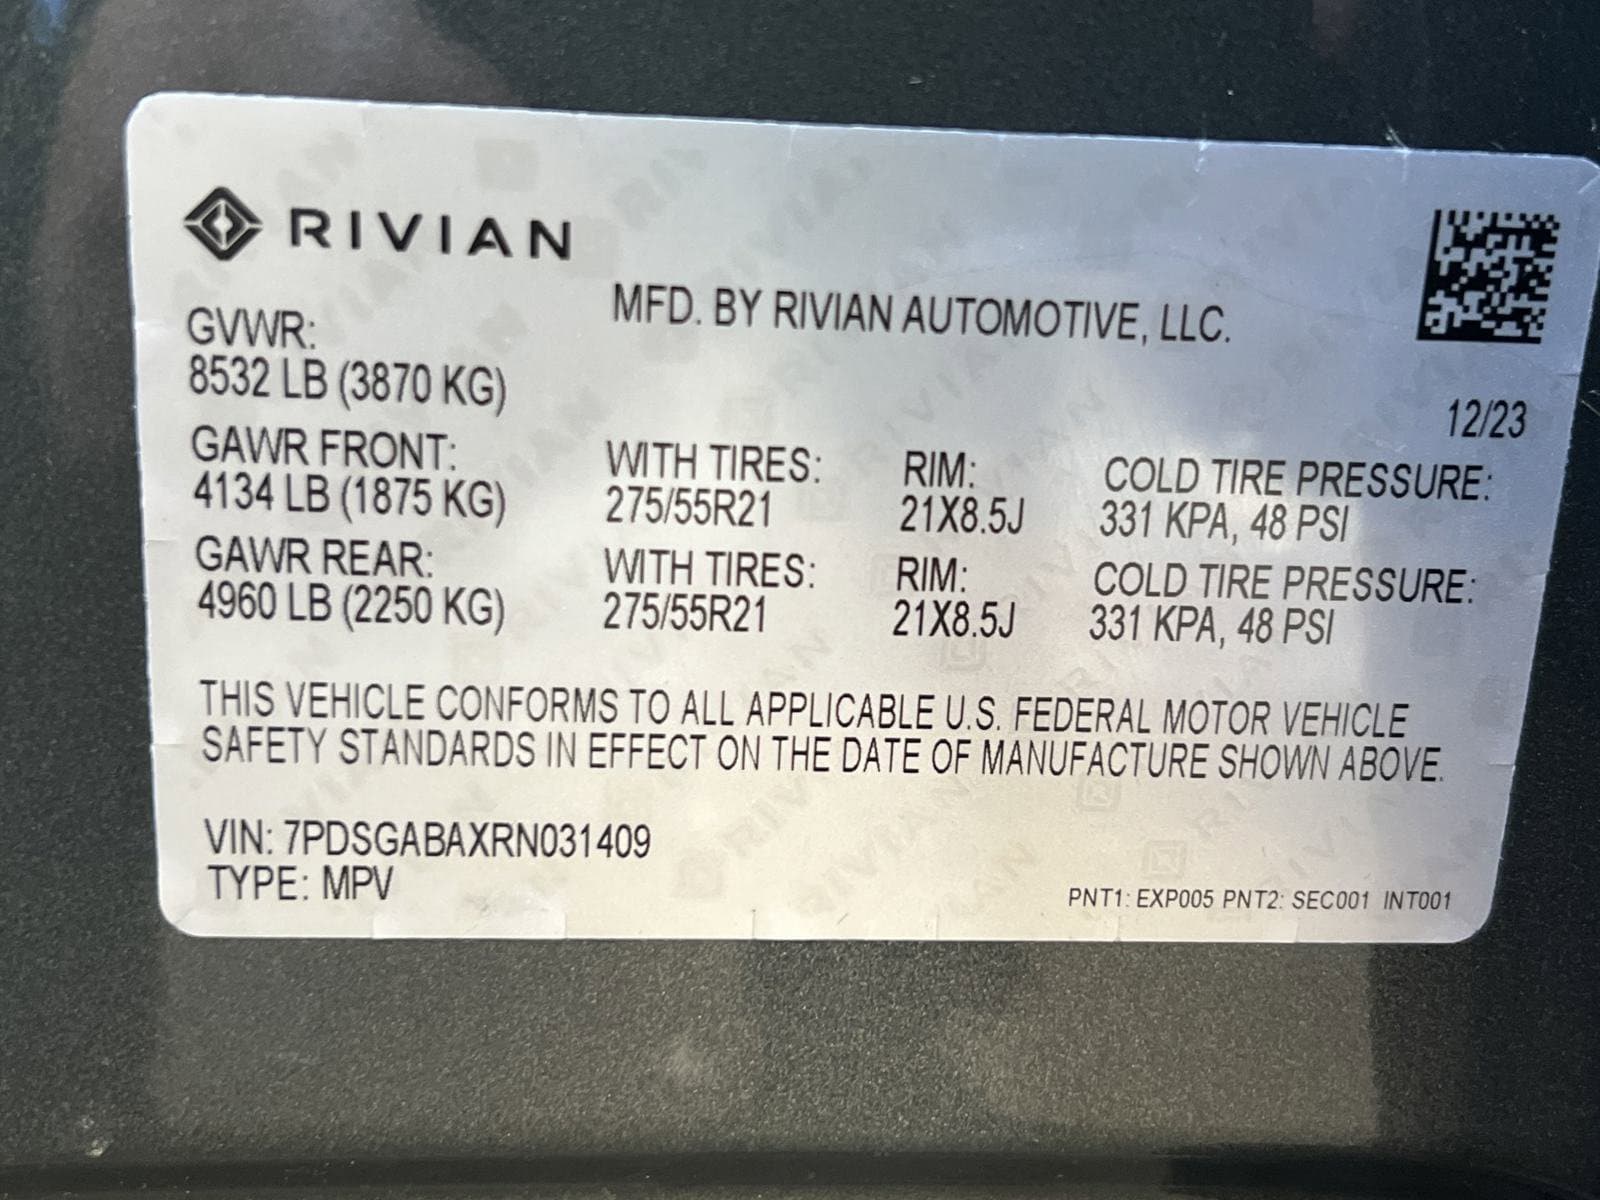 RIVIAN
MFD. BY RIVIAN AUTOMOTIVE, LLC.
GVWR:
8532 LB (3870 KG)
12/23
GAWR FRONT: WITH TIRES: RIM: COLD TIRE PRESSURE:
4134 LB (1875 KG) 275/55R21 21X8.5J 331 KPA, 48 PSI
GAWR REAR: WITH TIRES: RIM: COLD TIRE PRESSURE:
4960 LB (2250 KG) 275/55R21 21X8.5J 331 KPA, 48 PSI
THIS VEHICLE CONFORMS TO ALL APPLICABLE U.S. FEDERAL MOTOR VEHICLE
SAFETY STANDARDS IN EFFECT ON THE DATE OF MANUFACTURE SHOWN ABOVE.
VIN: 7PDSGABAXRN031409
TYPE: MPV
PNT1: EXP005 PNT2: SEC001 INT001